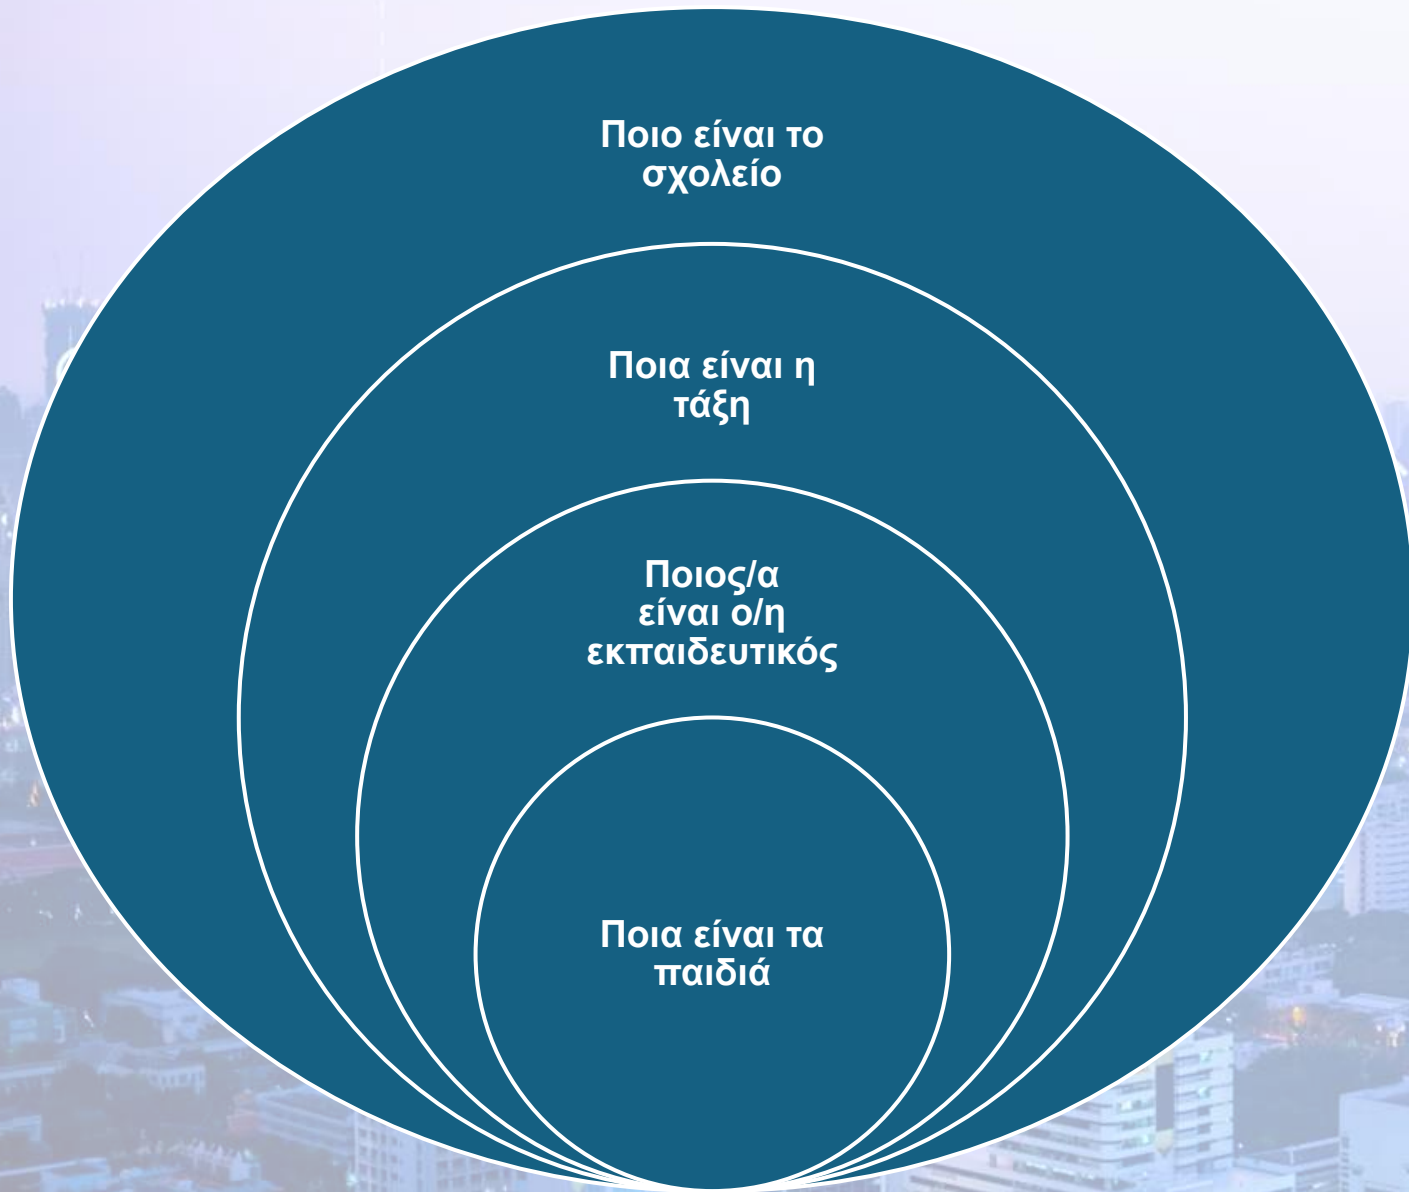 Ποιο είναι το
σχολείο
Ποια είναι η
τάξη
Ποιος/α
είναι ο/η
εκπαιδευτικός
Ποια είναι τα
παιδιά